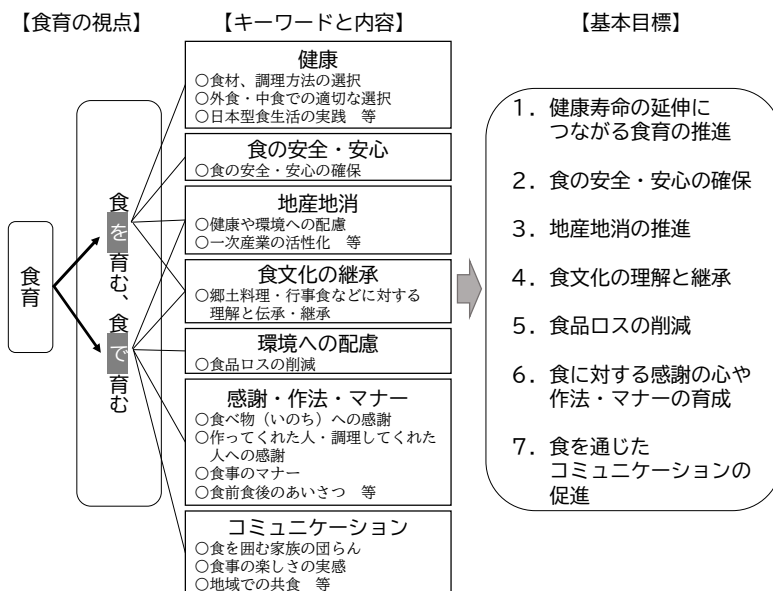 【食育の視点】
【キーワードと内容】
【基本目標】
食育
食を育む、食で育む
健康
○食材、調理方法の選択
○外食・中食での適切な選択
○日本型食生活の実践　等
食の安全・安心
○食の安全・安心の確保
地産地消
○健康や環境への配慮
○一次産業の活性化　等
食文化の継承
○郷土料理・行事食などに対する
理解と伝承・継承
環境への配慮
○食品ロスの削減
感謝・作法・マナー
○食べ物（いのち）への感謝
○作ってくれた人・調理してくれた
人への感謝
○食事のマナー
○食前食後のあいさつ　等
コミュニケーション
○食を囲む家族の団らん
○食事の楽しさの実感
○地域での共食　等
1．健康寿命の延伸に
つながる食育の推進
2．食の安全・安心の確保
3．地産地消の推進
4．食文化の理解と継承
5．食品ロスの削減
6．食に対する感謝の心や
作法・マナーの育成
7．食を通じた
コミュニケーションの
促進